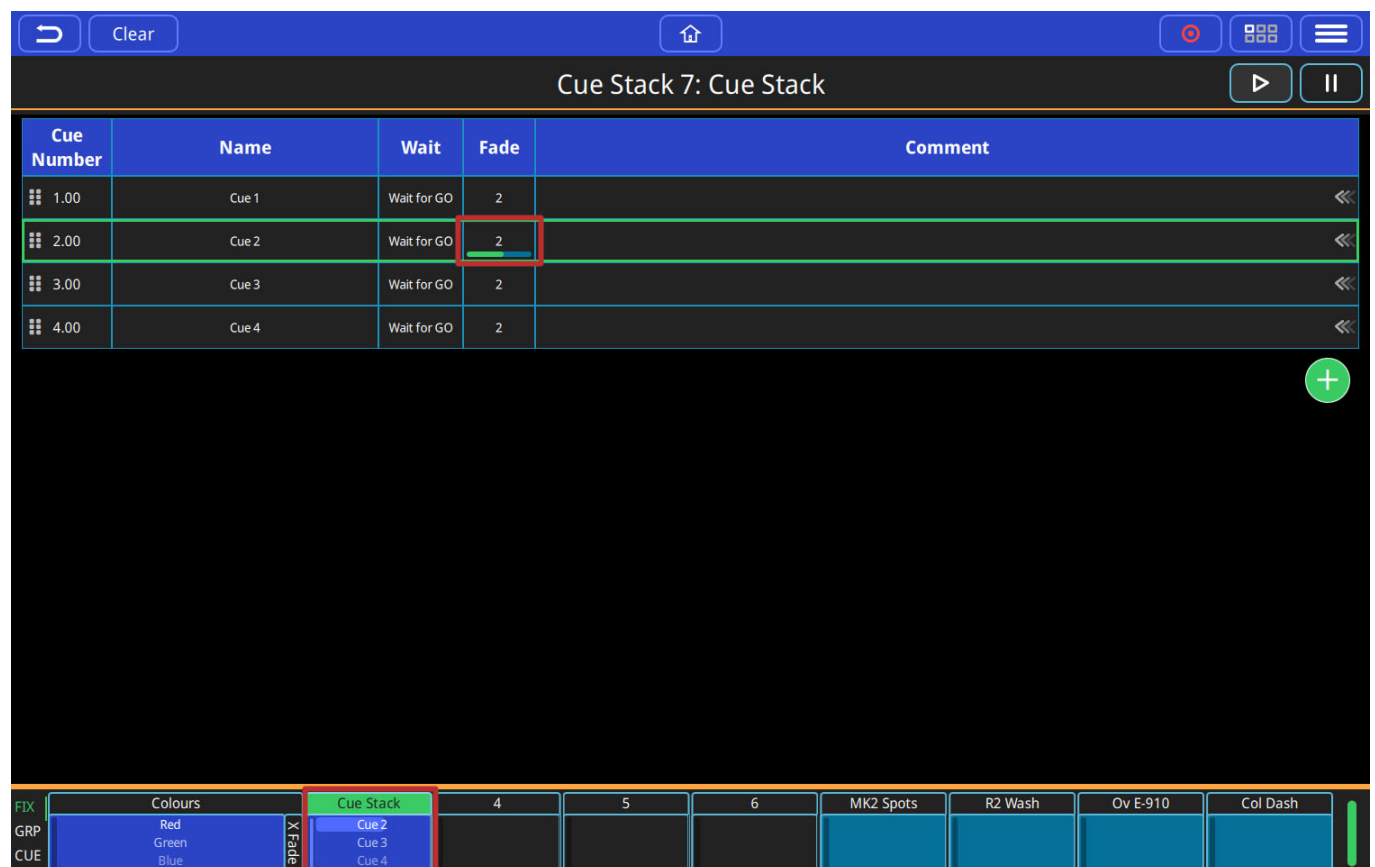 Clear
Cue Stack 7: Cue Stack
Cue Number Name Wait Fade Comment
1.00 Cue 1 Wait for GO 2
2.00 Cue 2 Wait for GO 2
3.00 Cue 3 Wait for GO 2
4.00 Cue 4 Wait for GO 2
FIX Colours Cue Stack 4 5 6 MK2 Spots R2 Wash Ov E-910 Col Dash
GRP Red X Fade Cue 2
Green Cue 3
CUE Blue Cue 4